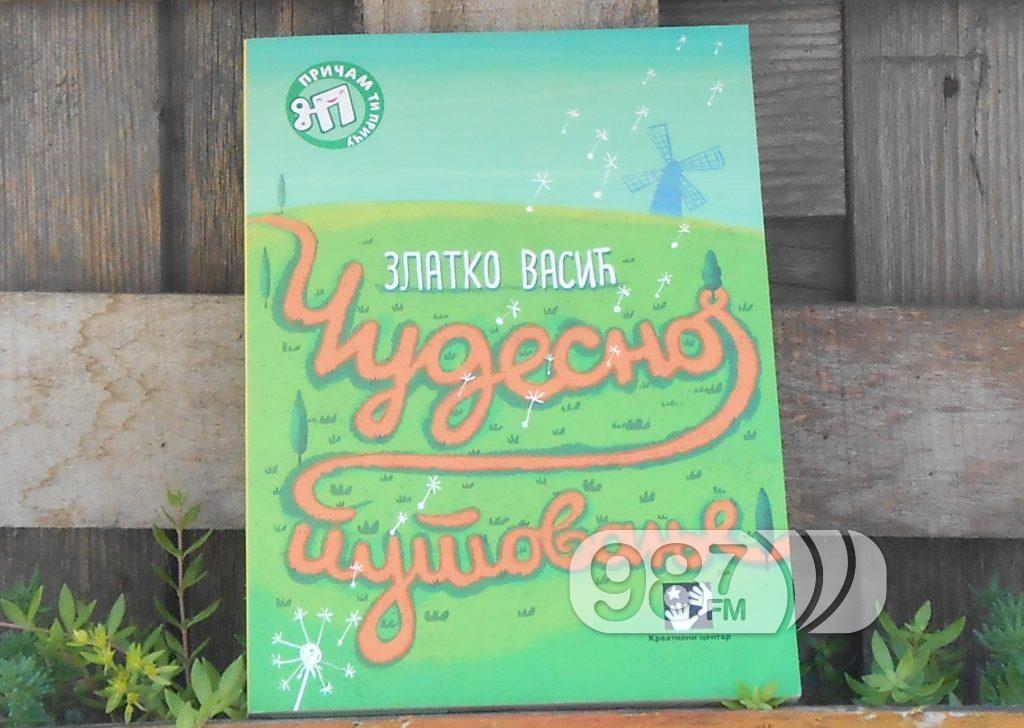 ПРИЧАМ ТИ ПРИЧУ
ЗЛАТКО ВАСИЋ
Чудесно
путовање
987
FM
Креативни центар